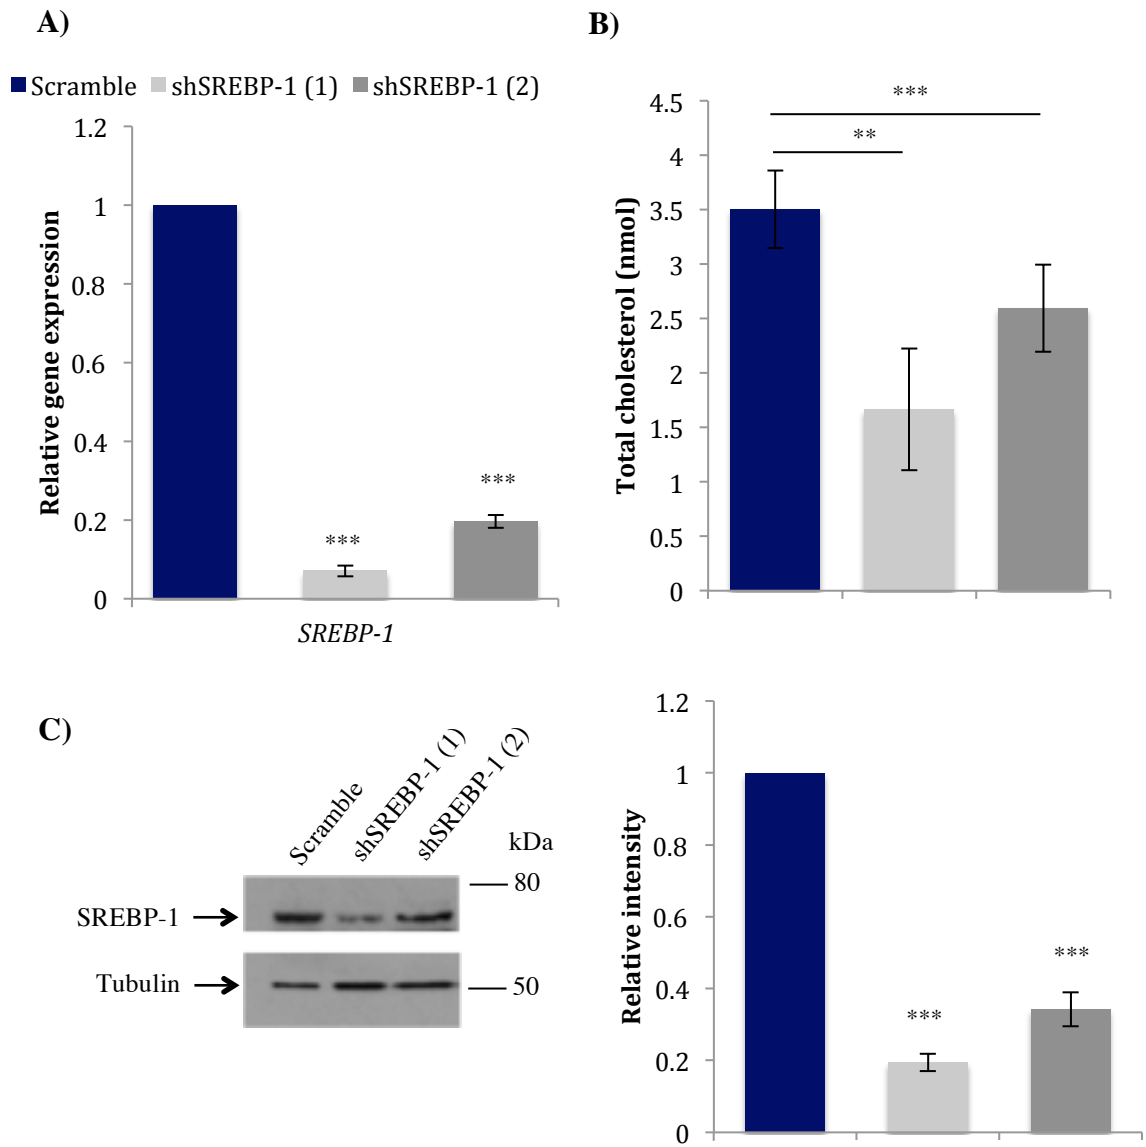 A)
Scramble shSREBP-1 (1) shSREBP-1 (2)
1.2
1
0.8
0.6
0.4
0.2
0
Relative gene expression
***
***
SREBP-1
B)
4.5
4
3.5
3
2.5
2
1.5
1
0.5
0
Total cholesterol (nmol)
***
**
C)
Scramble
shSREBP-1 (1)
shSREBP-1 (2)
kDa
80
SREBP-1
Tubulin
50
1.2
1
0.8
0.6
0.4
0.2
0
Relative intensity
***
***